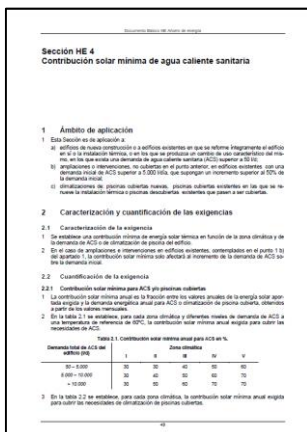 Documento Básico HE Ahorro de energía
Sección HE 4
Contribución solar mínima de agua caliente sanitaria
1 Ámbito de aplicación
1 Esta Sección es de aplicación a:
a) edificios de nueva construcción o a edificios existentes en que se reforme íntegramente el edificio
en sí o la instalación térmica, o en los que se produzca un cambio de uso característico del mis-
mo, en los que exista una demanda de agua caliente sanitaria (ACS) superior a 50 l/d;
b) ampliaciones o intervenciones, no cubiertas en el punto anterior, en edificios existentes con una
demanda inicial de ACS superior a 5.000 l/día, que supongan un incremento superior al 50% de
la demanda inicial;
c) climatizaciones de: piscinas cubiertas nuevas, piscinas cubiertas existentes en las que se re-
nueve la instalación térmica o piscinas descubiertas existentes que pasen a ser cubiertas.
2 Caracterización y cuantificación de las exigencias
2.1 Caracterización de la exigencia
1 Se establece una contribución mínima de energía solar térmica en función de la zona climática y de
la demanda de ACS o de climatización de piscina del edificio.
2 En el caso de ampliaciones e intervenciones en edificios existentes, contemplados en el punto 1 b)
del apartado 1, la contribución solar mínima solo afectará al incremento de la demanda de ACS so-
bre la demanda inicial.
2.2 Cuantificación de la exigencia
2.2.1 Contribución solar mínima para ACS y/o piscinas cubiertas
1 La contribución solar mínima anual es la fracción entre los valores anuales de la energía solar apor-
tada exigida y la demanda energética anual para ACS o climatización de piscina cubierta, obtenidos
a partir de los valores mensuales.
2 En la tabla 2.1 se establece, para cada zona climática y diferentes niveles de demanda de ACS a
una temperatura de referencia de 60ºC, la contribución solar mínima anual exigida para cubrir las
necesidades de ACS.
Tabla 2.1. Contribución solar mínima anual para ACS en %.
Demanda total de ACS del edificio (l/d) Zona climática
I II III IV V
50 – 5.000 30 30 40 50 60
5.000 – 10.000 30 40 50 60 70
> 10.000 30 50 60 70 70
3 En la tabla 2.2 se establece, para cada zona climática, la contribución solar mínima anual exigida
para cubrir las necesidades de climatización de piscinas cubiertas.